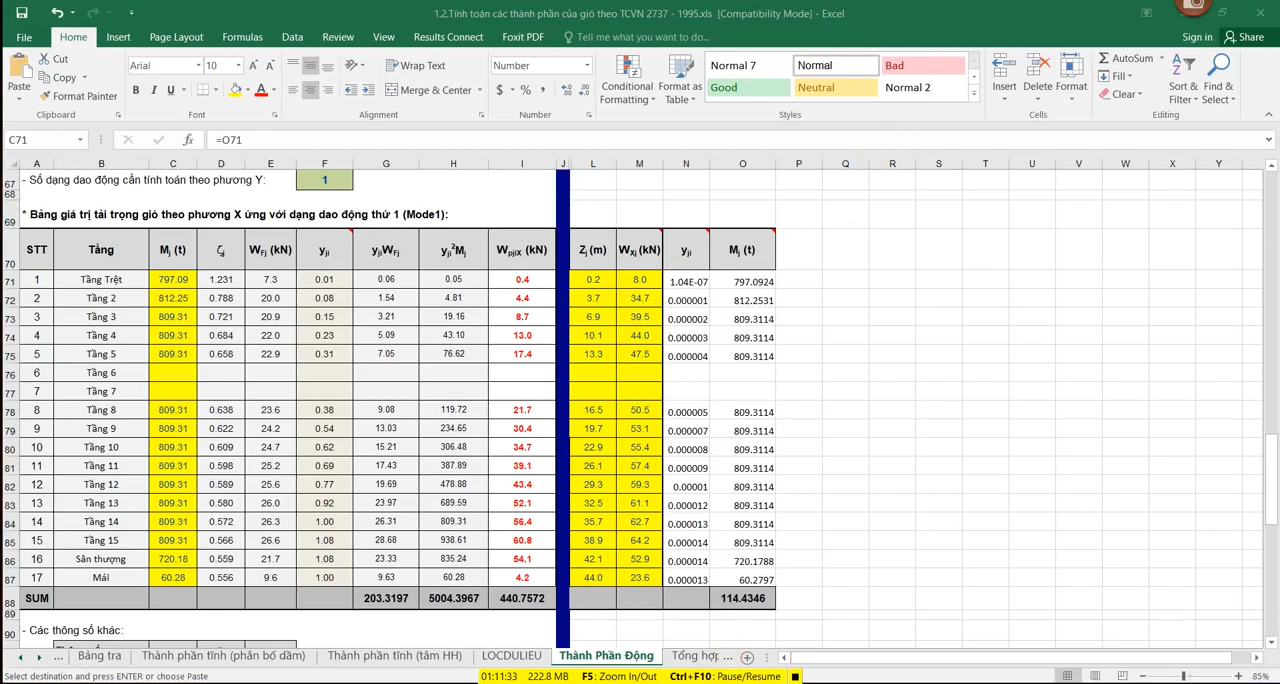 1.2.Tính toán các thành phần của gió theo TCVN 2737 - 1995.xls [Compatibility Mode] - Excel
File Home Insert Page Layout Formulas Data Review View Results Connect Foxit PDF Tell me what you want to do... Sign in Share
Paste Cut Copy Format Painter Clipboard
Arial 10 B I U Font
Wrap Text Merge & Center Alignment
Number $ % Number
Conditional Formatting Format as Table Normal 7 Normal Bad Good Neutral Normal 2 Styles
Insert Delete Format Cells
AutoSum Fill Clear Sort & Filter Find & Select Editing
C71 fx =O71
A B C D E F G H I J L M N O P Q R S T U V W X Y
67 - Số dạng dao động cần tính toán theo phương Y: 1
68
69 * Bảng giá trị tải trọng gió theo phương X ứng với dạng dao động thứ 1 (Mode1):
70 STT Tầng Mj (t) ζj WFj (kN) yji yjiWFj yji²Mj WpjiX (kN) Zj (m) WXj (kN) yji Mj (t)
71 1 Tầng Trệt 797.09 1.231 7.3 0.01 0.06 0.05 0.4 0.2 8.0 1.04E-07 797.0924
72 2 Tầng 2 812.25 0.788 20.0 0.08 1.54 4.81 4.4 3.7 34.7 0.000001 812.2531
73 3 Tầng 3 809.31 0.721 20.9 0.15 3.21 19.16 8.7 6.9 39.5 0.000002 809.3114
74 4 Tầng 4 809.31 0.684 22.0 0.23 5.09 43.10 13.0 10.1 44.0 0.000003 809.3114
75 5 Tầng 5 809.31 0.658 22.9 0.31 7.05 76.62 17.4 13.3 47.5 0.000004 809.3114
76 6 Tầng 6
77 7 Tầng 7
78 8 Tầng 8 809.31 0.638 23.6 0.38 9.08 119.72 21.7 16.5 50.5 0.000005 809.3114
79 9 Tầng 9 809.31 0.622 24.2 0.54 13.03 234.65 30.4 19.7 53.1 0.000007 809.3114
80 10 Tầng 10 809.31 0.609 24.7 0.62 15.21 306.48 34.7 22.9 55.4 0.000008 809.3114
81 11 Tầng 11 809.31 0.598 25.2 0.69 17.43 387.89 39.1 26.1 57.4 0.000009 809.3114
82 12 Tầng 12 809.31 0.589 25.6 0.77 19.69 478.88 43.4 29.3 59.3 0.00001 809.3114
83 13 Tầng 13 809.31 0.580 26.0 0.92 23.97 689.59 52.1 32.5 61.1 0.000012 809.3114
84 14 Tầng 14 809.31 0.572 26.3 1.00 26.31 809.31 56.4 35.7 62.7 0.000013 809.3114
85 15 Tầng 15 809.31 0.566 26.6 1.08 28.68 938.61 60.8 38.9 64.2 0.000014 809.3114
86 16 Sân thượng 720.18 0.559 21.7 1.08 23.33 835.24 54.1 42.1 52.9 0.000014 720.1788
87 17 Mái 60.28 0.556 9.6 1.00 9.63 60.28 4.2 44.0 23.6 0.000013 60.2797
88 SUM 203.3197 5004.3967 440.7572 114.4346
89
90 - Các thông số khác:
... Bảng tra Thành phần tĩnh (phân bố dầm) Thành phần tĩnh (tâm HH) LOCDULIEU Thành Phần Động Tổng hợp ...
Select destination and press ENTER or choose Paste 01:11:33 222.8 MB F5: Zoom In/Out Ctrl+F10: Pause/Resume 85%